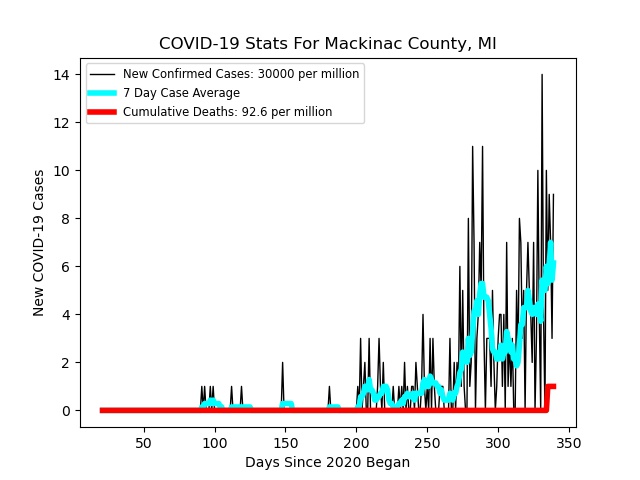 COVID-19 Stats For Mackinac County, MI
New Confirmed Cases: 30000 per million
7 Day Case Average
Cumulative Deaths: 92.6 per million
New COVID-19 Cases
14
12
10
8
6
4
2
0
50 100 150 200 250 300 350
Days Since 2020 Began